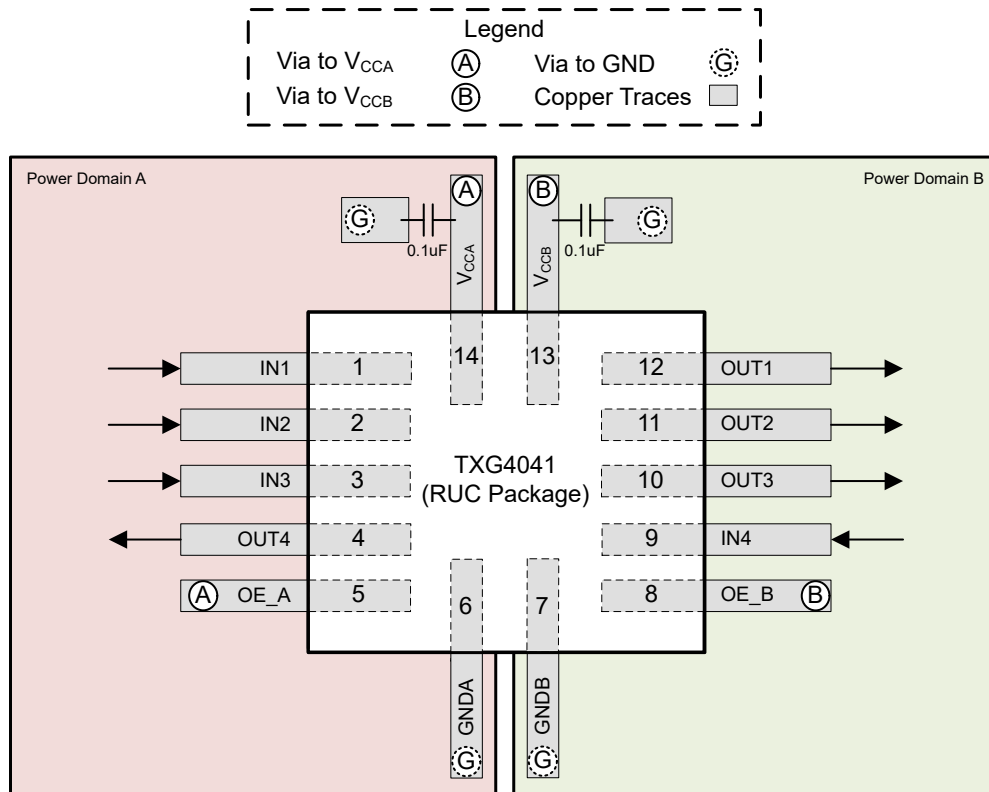 Legend
Via to VCCA A Via to GND G
Via to VCCB B Copper Traces
Power Domain A
Power Domain B
A
B
G
G
0.1uF
0.1uF
VCCA
VCCB
14
13
IN1 1
12 OUT1
IN2 2
11 OUT2
IN3 3
10 OUT3
TXG4041
(RUC Package)
OUT4 4
9 IN4
A OE_A 5
8 OE_B B
6
7
GNDA
GNDB
G
G